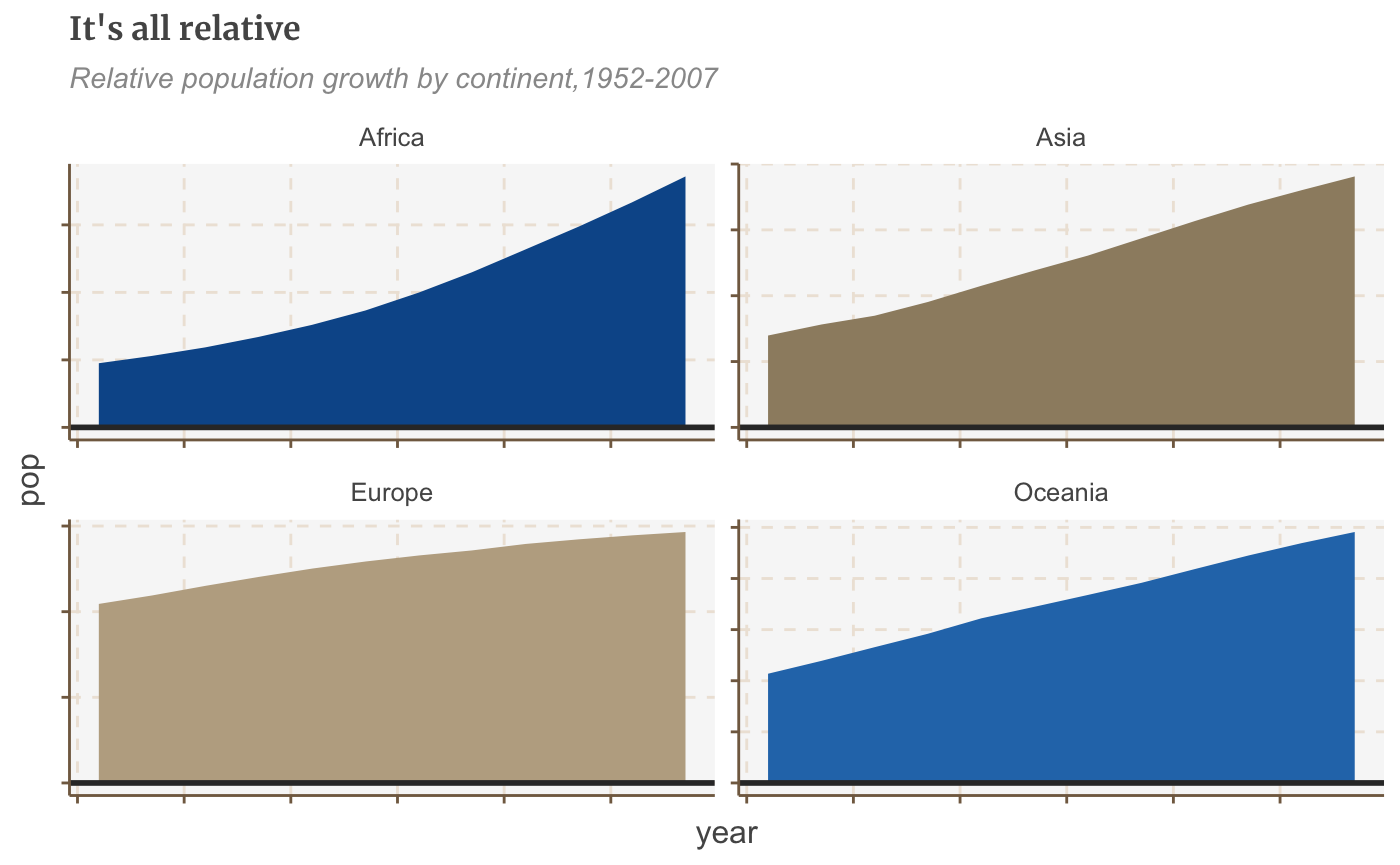 It's all relative
Relative population growth by continent,1952-2007
Africa
Asia
pop
Europe
Oceania
year